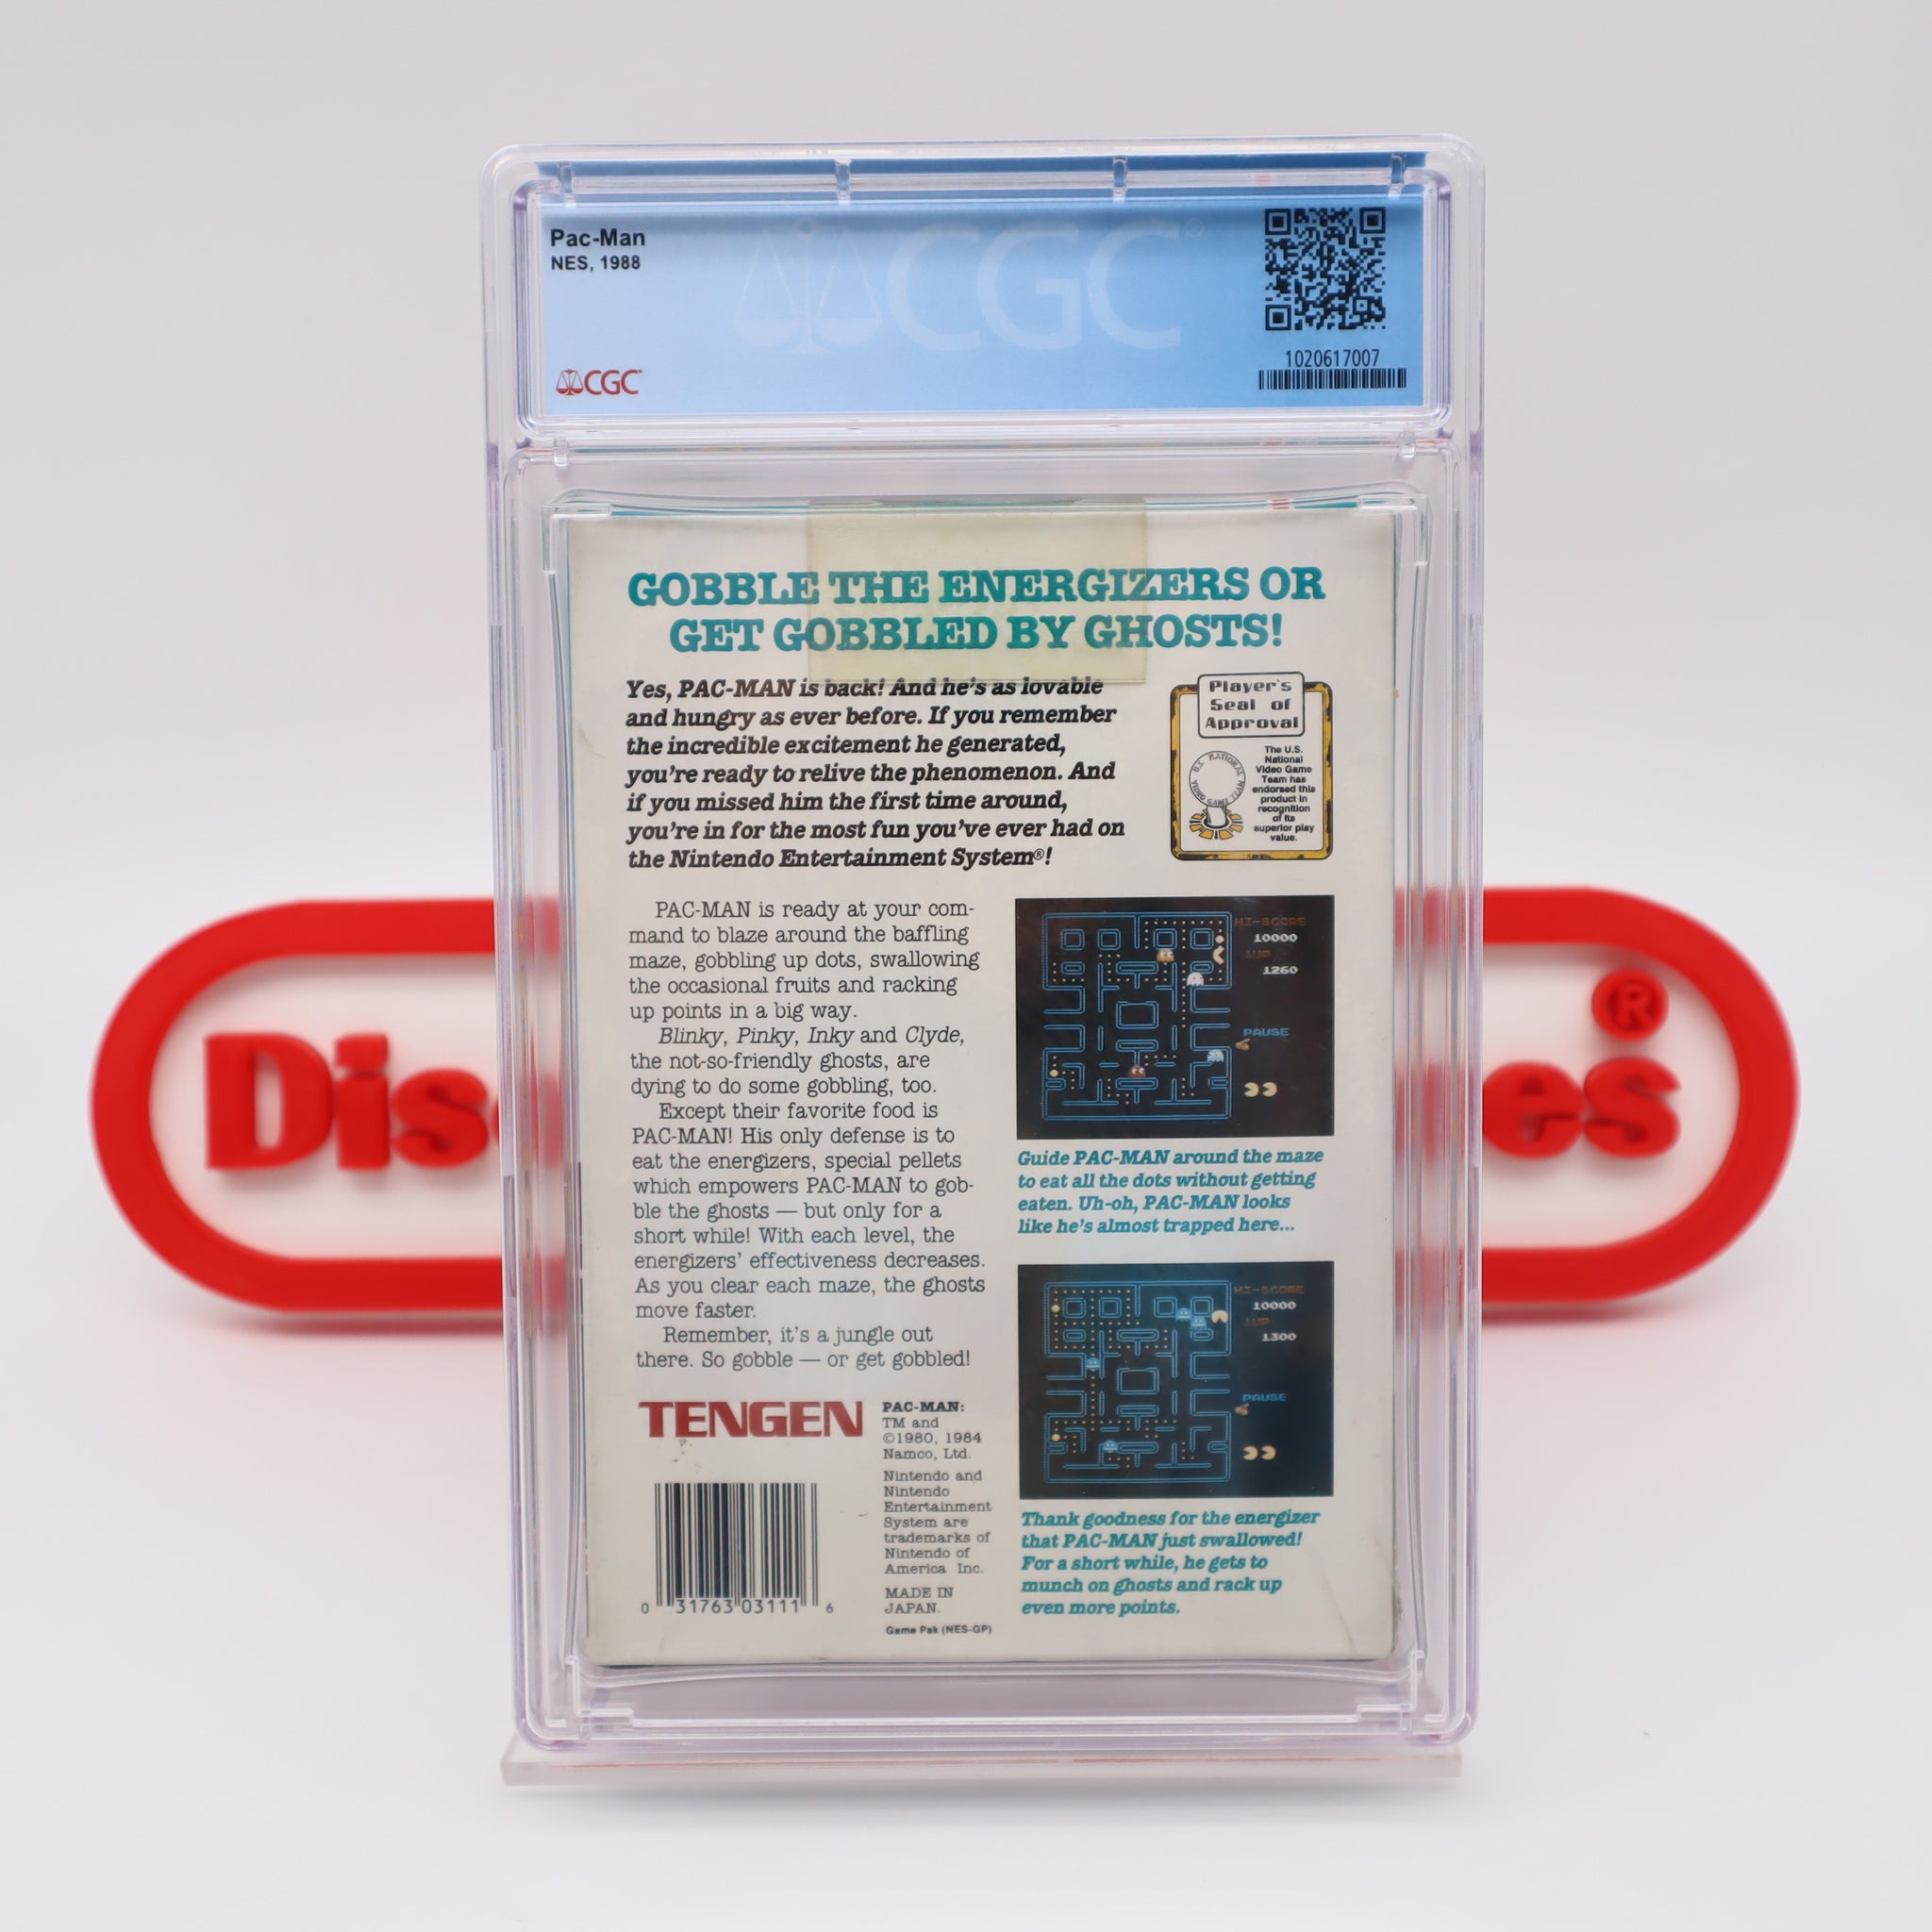 Pac-Man
NES, 1988
CGC®
CGC
1020617007
GOBBLE THE ENERGIZERS OR
GET GOBBLED BY GHOSTS!
Yes, PAC-MAN is back! And he's as lovable
and hungry as ever before. If you remember
the incredible excitement he generated,
you're ready to relive the phenomenon. And
if you missed him the first time around,
you're in for the most fun you've ever had on
the Nintendo Entertainment System®!
Player's
Seal of
Approval
U.S. NATIONAL
VIDEO GAME TEAM
The U.S.
National
Video Game
Team has
endorsed this
product in
recognition
of its
superior play
value.
PAC-MAN is ready at your com-
mand to blaze around the baffling
maze, gobbling up dots, swallowing
the occasional fruits and racking
up points in a big way.
Blinky, Pinky, Inky and Clyde,
the not-so-friendly ghosts, are
dying to do some gobbling, too.
Except their favorite food is
PAC-MAN! His only defense is to
eat the energizers, special pellets
which empowers PAC-MAN to gob-
ble the ghosts — but only for a
short while! With each level, the
energizers' effectiveness decreases.
As you clear each maze, the ghosts
move faster.
Remember, it's a jungle out
there. So gobble — or get gobbled!
HI-SCORE
10000
1UP
1260
PAUSE
Guide PAC-MAN around the maze
to eat all the dots without getting
eaten. Uh-oh, PAC-MAN looks
like he's almost trapped here...
HI-SCORE
10000
1UP
1300
PAUSE
Thank goodness for the energizer
that PAC-MAN just swallowed!
For a short while, he gets to
munch on ghosts and rack up
even more points.
TENGEN
PAC-MAN:
TM and
©1980, 1984
Namco, Ltd.
Nintendo and
Nintendo
Entertainment
System are
trademarks of
Nintendo of
America Inc.
MADE IN
JAPAN.
Game Pak (NES-GP)
0 31763 03111 6
Dis
es ®